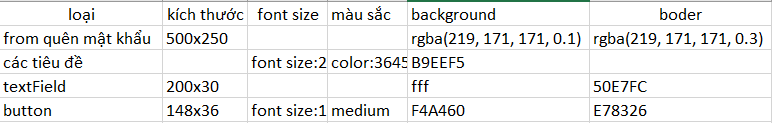 loại kích thước font size màu sắc background boder
from quên mật khẩu 500x250 rgba(219, 171, 171, 0.1) rgba(219, 171, 171, 0.3)
các tiêu đề font size:2 color:3645 B9EEF5
textField 200x30 fff 50E7FC
button 148x36 font size:1 medium F4A460 E78326